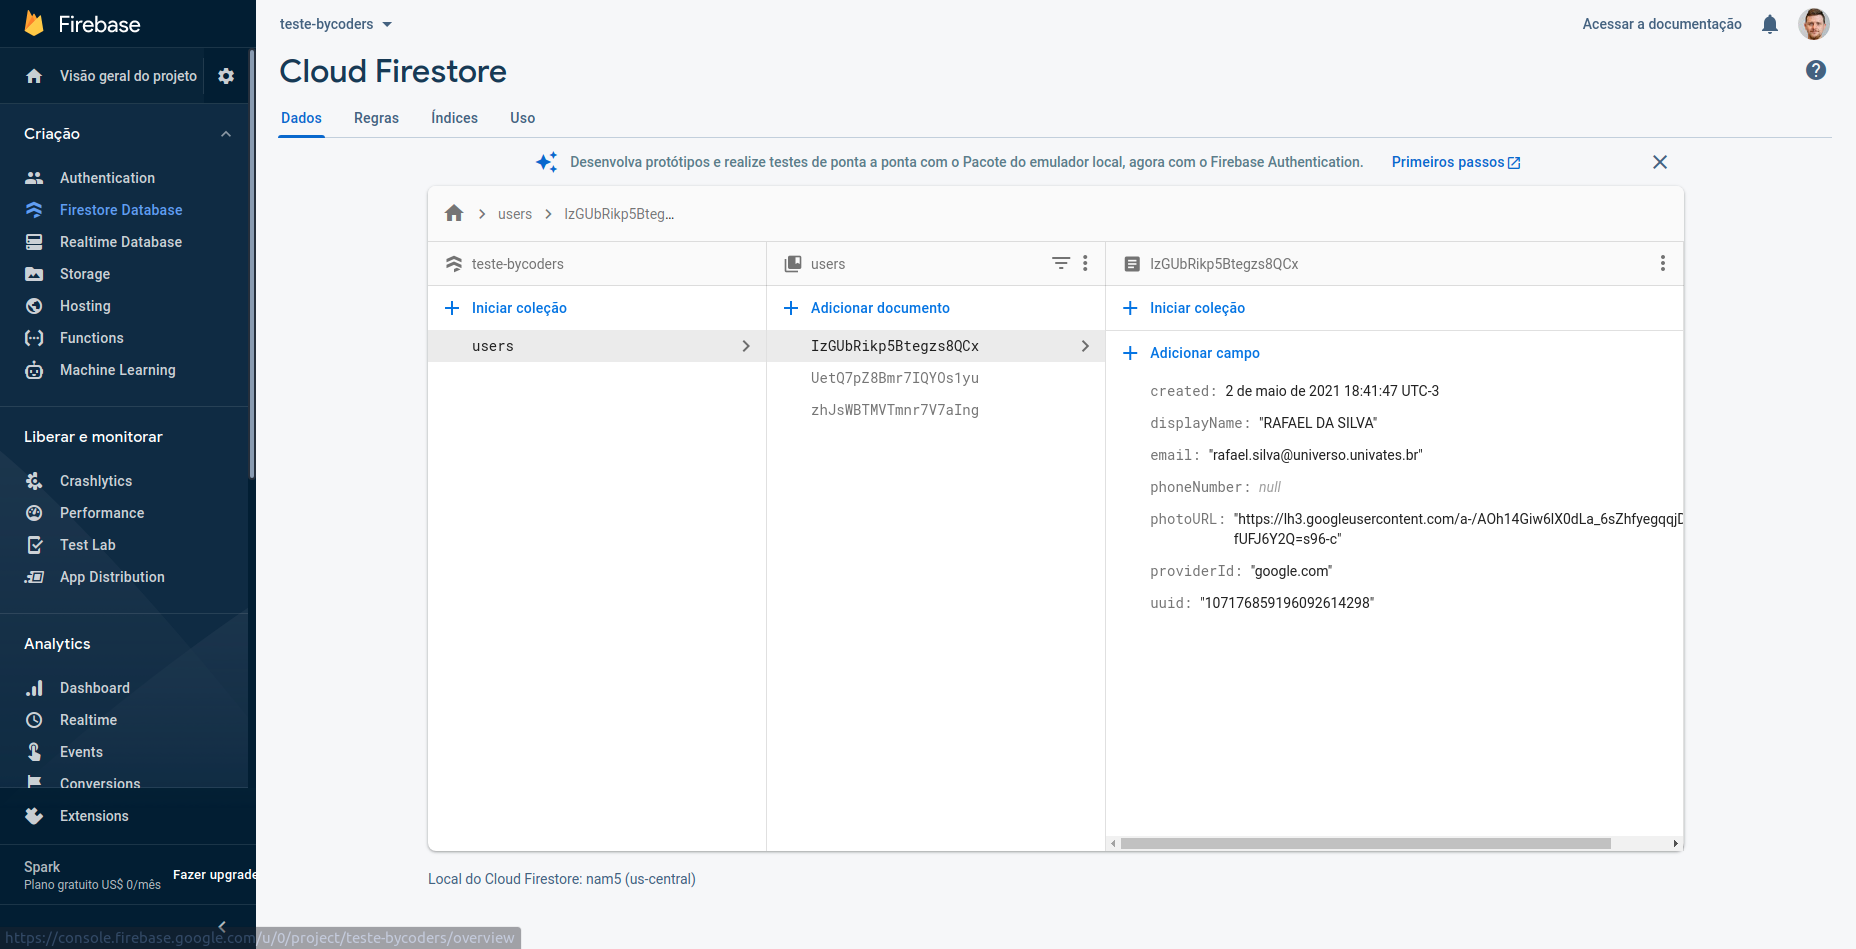 Firebase
teste-bycoders
Acessar a documentação
Visão geral do projeto
Cloud Firestore
Dados Regras Índices Uso
Desenvolva protótipos e realize testes de ponta a ponta com o Pacote do emulador local, agora com o Firebase Authentication. Primeiros passos
Criação
Authentication
Firestore Database
Realtime Database
Storage
Hosting
Functions
Machine Learning
Liberar e monitorar
Crashlytics
Performance
Test Lab
App Distribution
Analytics
Dashboard
Realtime
Events
Conversions
Extensions
Spark
Plano gratuito US$ 0/mês
Fazer upgrade
users IzGUbRikp5Bteg...
teste-bycoders
Iniciar coleção
users
users
Adicionar documento
IzGUbRikp5Btegzs8QCx
UetQ7pZ8Bmr7IQYOs1yu
zhJsWBTMVTmnr7V7aIng
IzGUbRikp5Btegzs8QCx
Iniciar coleção
Adicionar campo
created: 2 de maio de 2021 18:41:47 UTC-3
displayName: "RAFAEL DA SILVA"
email: "rafael.silva@universo.univates.br"
phoneNumber: null
photoURL: "https://lh3.googleusercontent.com/a-/AOh14Giw6lX0dLa_6sZhfyegqqj
fUFJ6Y2Q=s96-c"
providerId: "google.com"
uuid: "107176859196092614298"
Local do Cloud Firestore: nam5 (us-central)
https://console.firebase.google.com/u/0/project/teste-bycoders/overview